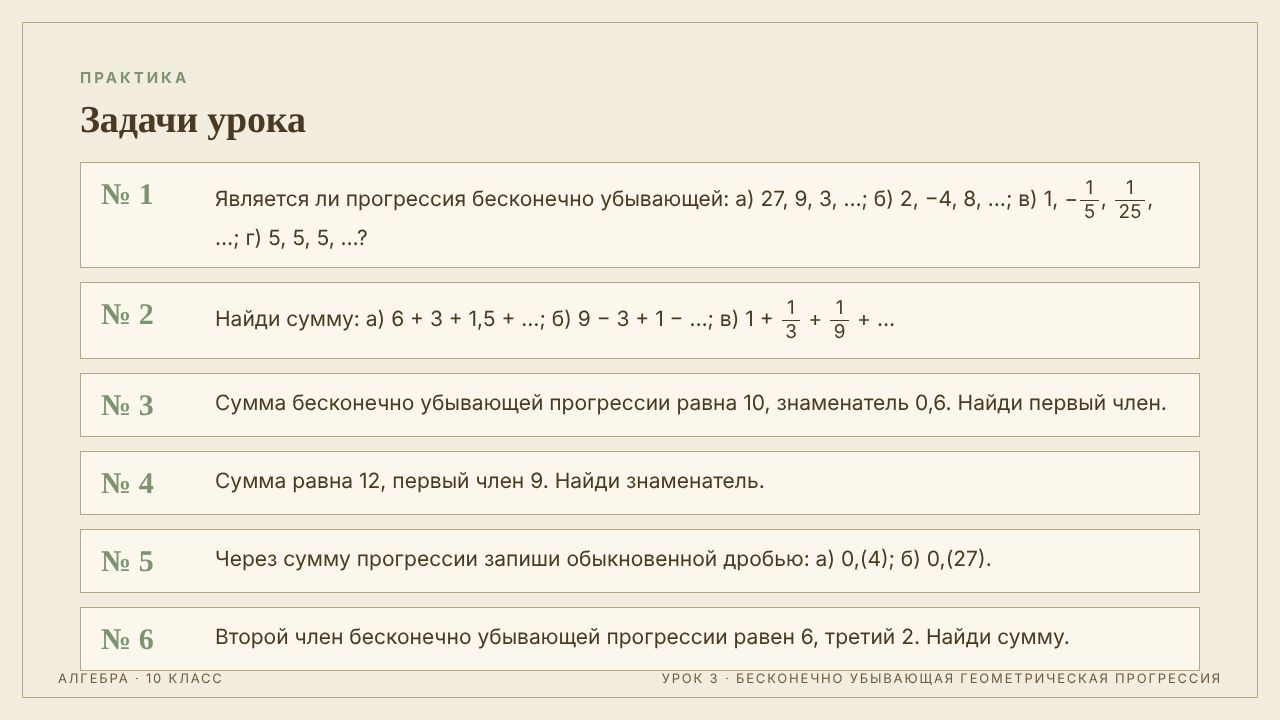 ПРАКТИКА
Задачи урока
№ 1
Является ли прогрессия бесконечно убывающей: а) 27, 9, 3, …; б) 2, −4, 8, …; в) 1, −1/5, 1/25,
…; г) 5, 5, 5, …?
№ 2
Найди сумму: а) 6 + 3 + 1,5 + …; б) 9 − 3 + 1 − …; в) 1 + 1/3 + 1/9 + …
№ 3
Сумма бесконечно убывающей прогрессии равна 10, знаменатель 0,6. Найди первый член.
№ 4
Сумма равна 12, первый член 9. Найди знаменатель.
№ 5
Через сумму прогрессии запиши обыкновенной дробью: а) 0,(4); б) 0,(27).
№ 6
Второй член бесконечно убывающей прогрессии равен 6, третий 2. Найди сумму.
АЛГЕБРА · 10 КЛАСС
УРОК 3 · БЕСКОНЕЧНО УБЫВАЮЩАЯ ГЕОМЕТРИЧЕСКАЯ ПРОГРЕССИЯ